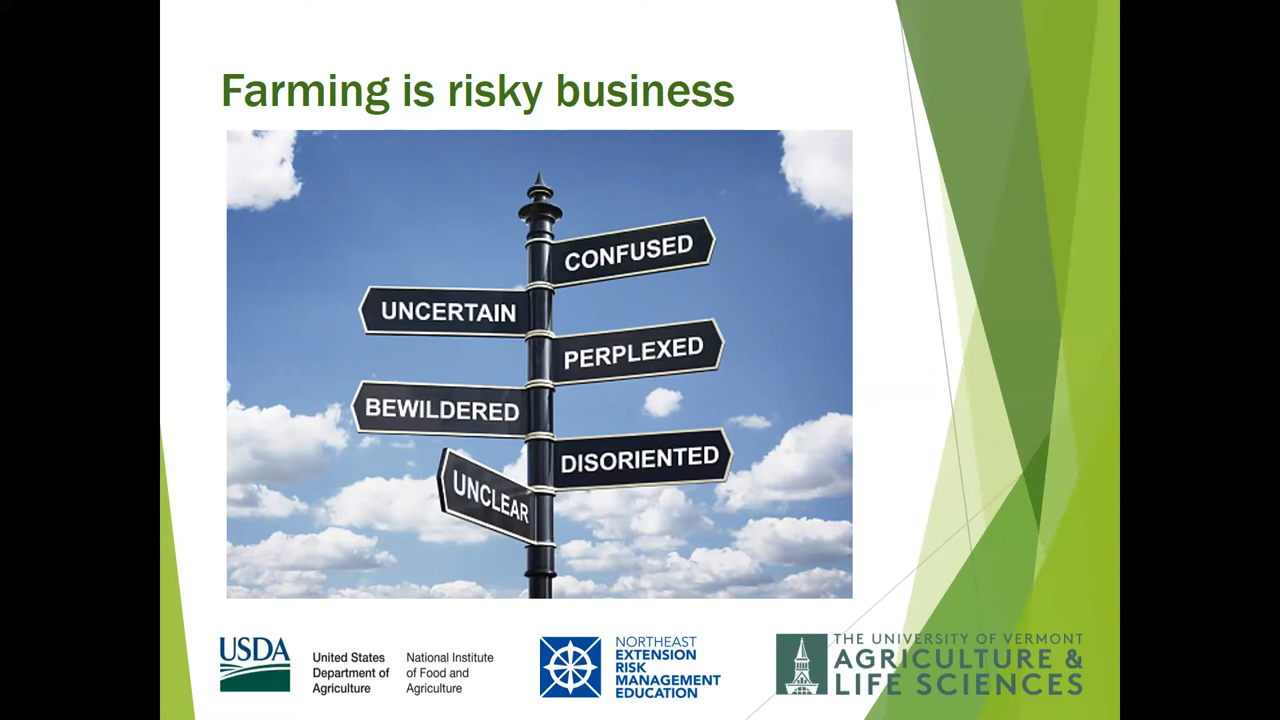 Farming is risky business
CONFUSED
UNCERTAIN
PERPLEXED
BEWILDERED
DISORIENTED
UNCLEAR
USDA
United States
Department of
Agriculture
National Institute
of Food and
Agriculture
NORTHEAST
EXTENSION
RISK
MANAGEMENT
EDUCATION
THE UNIVERSITY OF VERMONT
AGRICULTURE &
LIFE SCIENCES